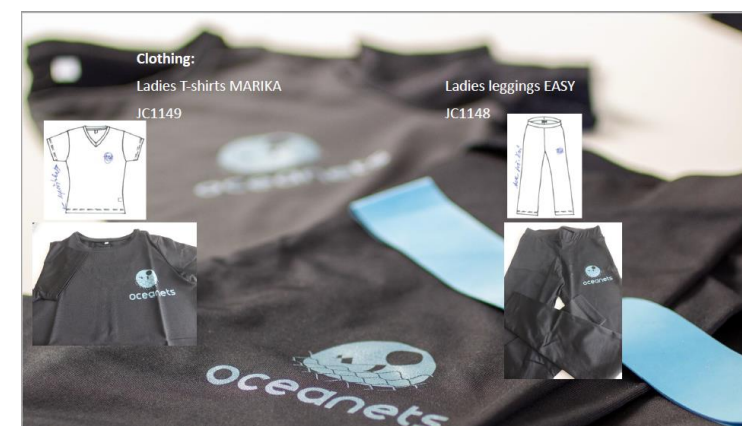 Clothing:
Ladies T-shirts MARIKA
JC1149
Ladies leggings EASY
JC1148
oceanets
oceanets
oceanets
oceanets